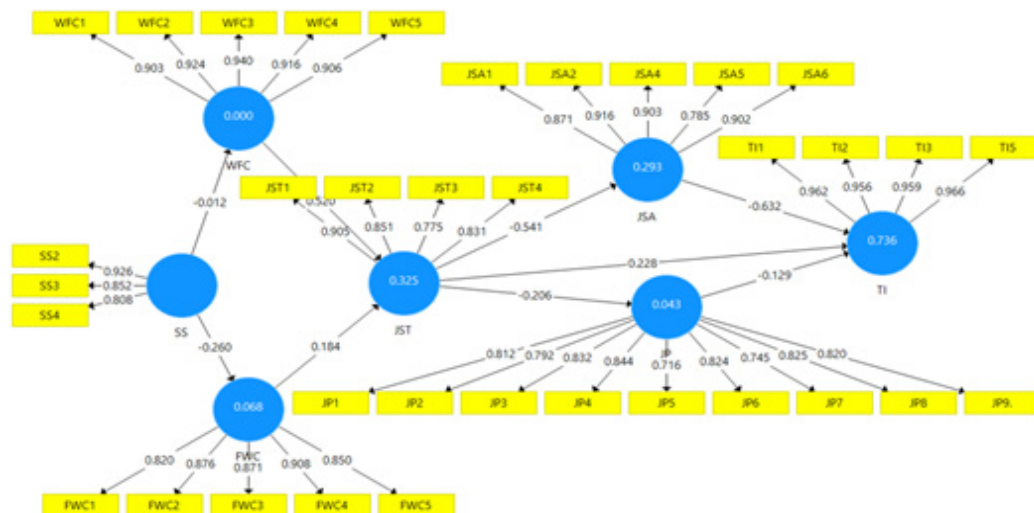 WFC1 WFC2 WFC3 WFC4 WFC5
0.903 0.924 0.940 0.916 0.906
0.000
WFC
JSA1 JSA2 JSA4 JSA5 JSA6
0.871 0.916 0.903 0.785 0.902
0.293
JSA
TI1 TI2 TI3 TI5
0.962 0.956 0.959 0.966
0.736
TI
-0.012
0.520
JST1 JST2 JST3 JST4
0.905 0.851 0.775 0.831
-0.541
-0.632
0.325
JST
0.228
-0.206
-0.129
SS2
SS3
SS4
0.926
0.852
0.808
SS
-0.260
0.184
0.043
JP
0.812 0.792 0.832 0.844 0.716 0.824 0.745 0.825 0.820
JP1 JP2 JP3 JP4 JP5 JP6 JP7 JP8 JP9.
0.068
FWC
0.820 0.876 0.871 0.908 0.850
FWC1 FWC2 FWC3 FWC4 FWC5